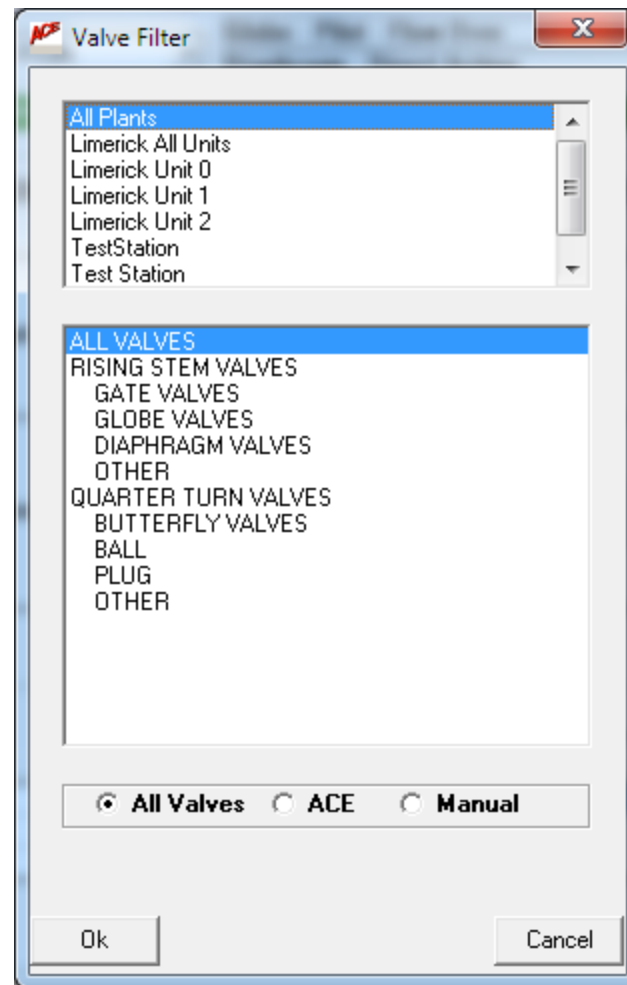 ACE Valve Filter
All Plants
Limerick All Units
Limerick Unit 0
Limerick Unit 1
Limerick Unit 2
TestStation
Test Station
ALL VALVES
RISING STEM VALVES
GATE VALVES
GLOBE VALVES
DIAPHRAGM VALVES
OTHER
QUARTER TURN VALVES
BUTTERFLY VALVES
BALL
PLUG
OTHER
All Valves ACE Manual
Ok Cancel